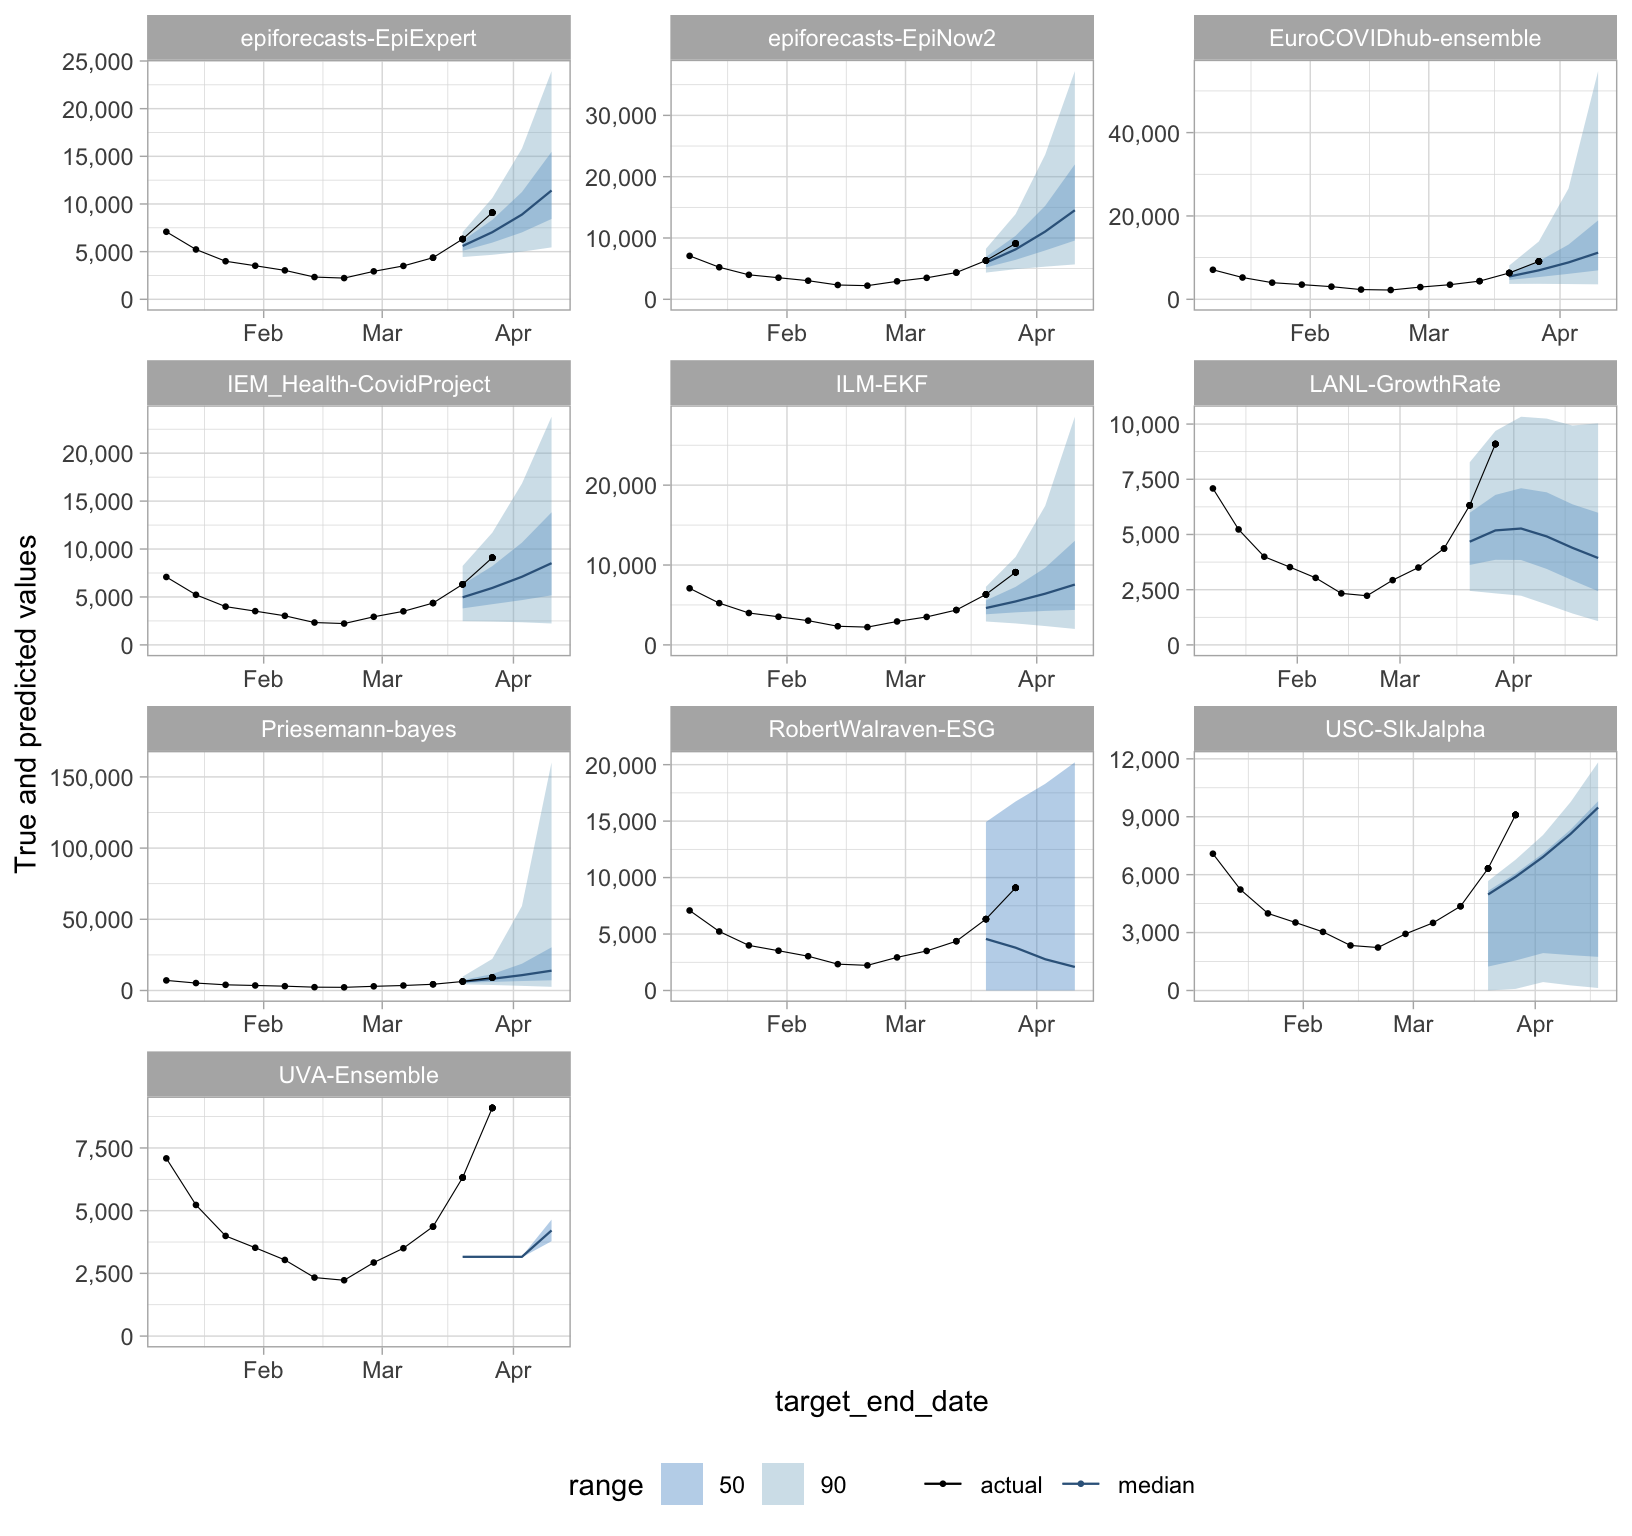 epiforecasts-EpiExpert
epiforecasts-EpiNow2
EuroCOVIDhub-ensemble
25,000
20,000
15,000
10,000
5,000
0
Feb Mar Apr
30,000
20,000
10,000
0
Feb Mar Apr
40,000
20,000
0
Feb Mar Apr
IEM_Health-CovidProject
ILM-EKF
LANL-GrowthRate
20,000
15,000
10,000
5,000
0
Feb Mar Apr
20,000
10,000
0
Feb Mar Apr
10,000
7,500
5,000
2,500
0
Feb Mar Apr
True and predicted values
Priesemann-bayes
RobertWalraven-ESG
USC-SIkJalpha
150,000
100,000
50,000
0
Feb Mar Apr
20,000
15,000
10,000
5,000
0
Feb Mar Apr
12,000
9,000
6,000
3,000
0
Feb Mar Apr
UVA-Ensemble
7,500
5,000
2,500
0
Feb Mar Apr
target_end_date
range 50 90 actual median